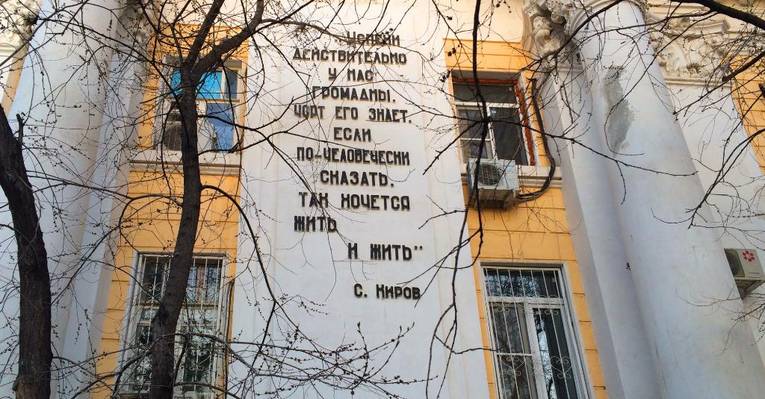 УСПЕХИ
ДЕЙСТВИТЕЛЬНО
У НАС
ГРОМАДНЫ.
ЧОРТ ЕГО ЗНАЕТ,
ЕСЛИ
ПО-ЧЕЛОВЕЧЕСКИ
СКАЗАТЬ,
ТАК ХОЧЕТСЯ
ЖИТЬ
И ЖИТЬ"
С. КИРОВ